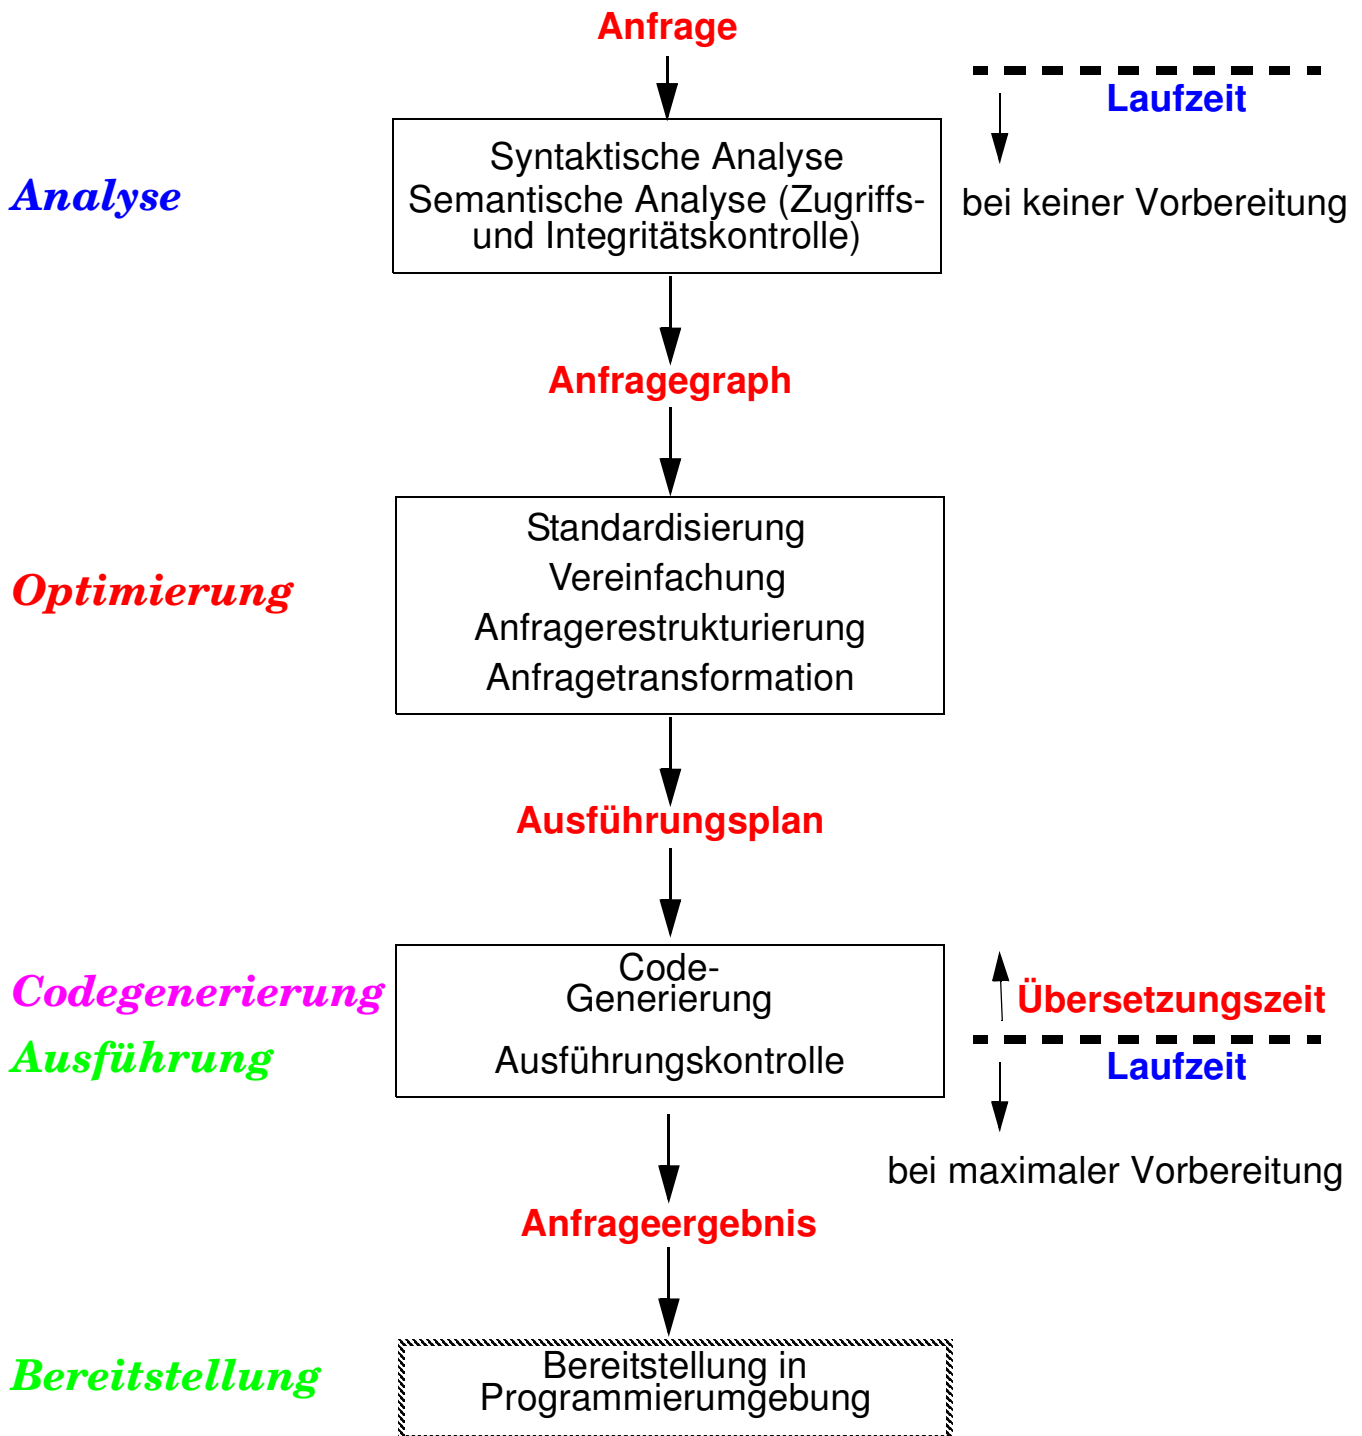 Anfrage
Laufzeit
Syntaktische Analyse
Analyse
Semantische Analyse (Zugriffs-
und Integritätskontrolle)
bei keiner Vorbereitung
Anfragegraph
Standardisierung
Vereinfachung
Optimierung
Anfragerestrukturierung
Anfragetransformation
Ausführungsplan
Codegenerierung
Code-
Generierung
Übersetzungszeit
Ausführung
Ausführungskontrolle
Laufzeit
bei maximaler Vorbereitung
Anfrageergebnis
Bereitstellung
Bereitstellung in
Programmierumgebung